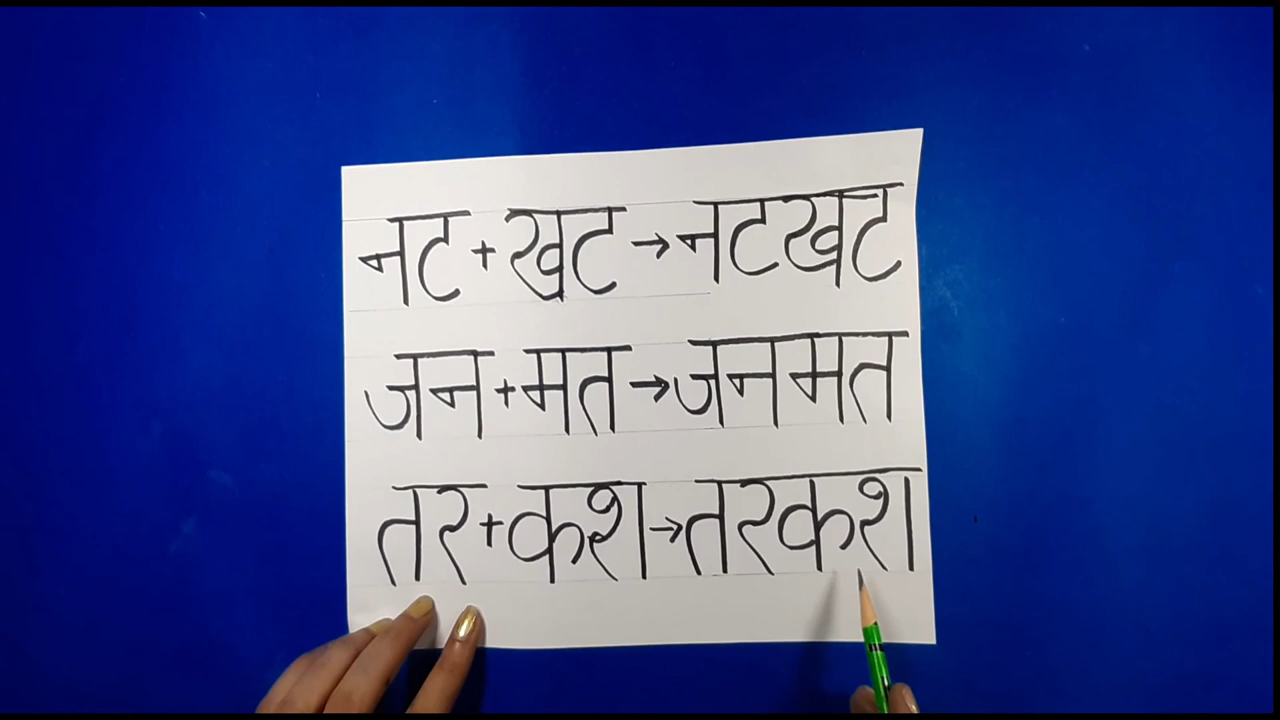 नट + खट → नटखट
जन + मत → जनमत
तर + कश → तरकश